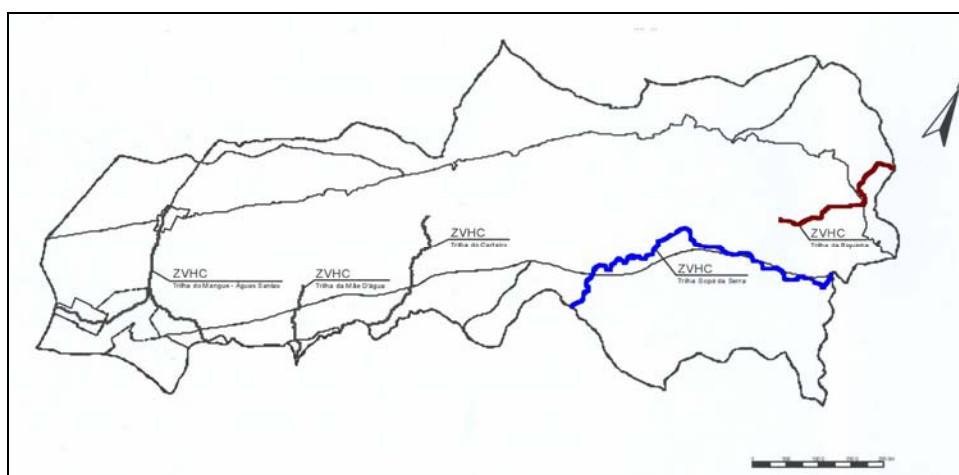 ZVHC
Trilha do Carteiro
ZVHC
ZVHC
Trilha do Mangue - Águas Santas
ZVHC
Trilha da Mãe D'água
ZVHC
Trilha Sopé da Serra